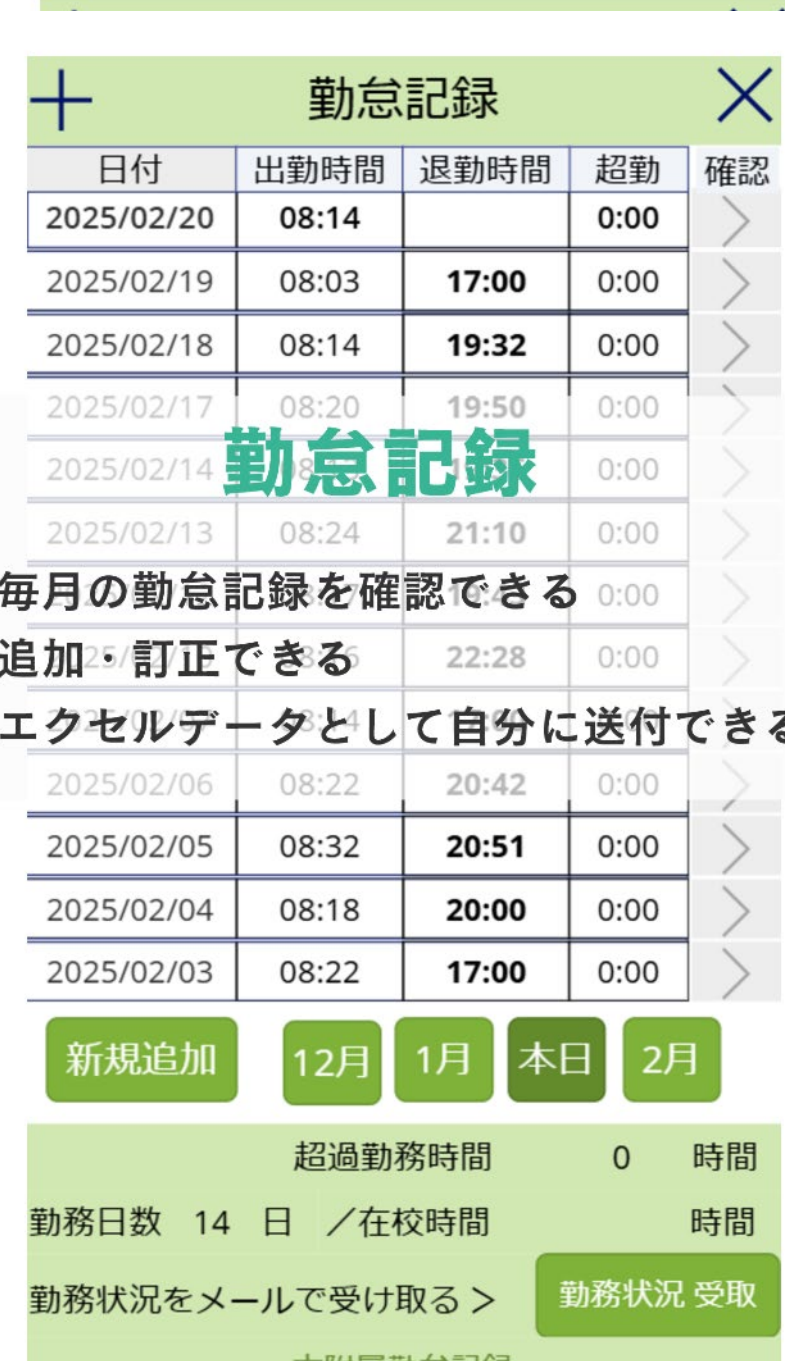 勤怠記録
日付 出勤時間 退勤時間 超勤 確認
2025/02/20 08:14 0:00
2025/02/19 08:03 17:00 0:00
2025/02/18 08:14 19:32 0:00
2025/02/17 08:20 19:50 0:00
2025/02/14 0:00
勤怠記録
2025/02/13 08:24 21:10 0:00
毎月の勤怠記録を確認できる 0:00
追加・訂正できる 22:28 0:00
エクセルデータとして自分に送付できる
2025/02/06 08:22 20:42 0:00
2025/02/05 08:32 20:51 0:00
2025/02/04 08:18 20:00 0:00
2025/02/03 08:22 17:00 0:00
新規追加 12月 1月 本日 2月
超過勤務時間 0 時間
勤務日数 14 日 /在校時間 時間
勤務状況をメールで受け取る > 勤務状況 受取